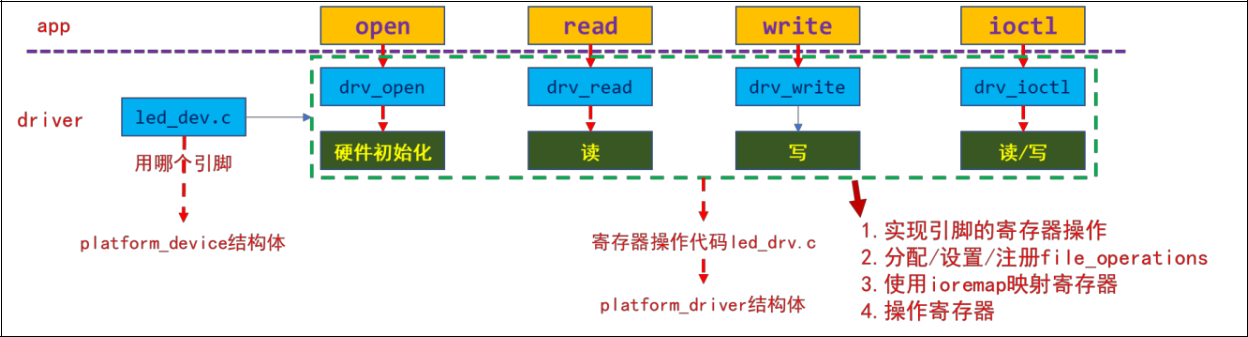 app
open
read
write
ioctl
driver
led_dev.c
drv_open
drv_read
drv_write
drv_ioctl
用哪个引脚
硬件初始化
读
写
读/写
platform_device结构体
寄存器操作代码led_drv.c
platform_driver结构体
1. 实现引脚的寄存器操作
2. 分配/设置/注册file_operations
3. 使用ioremap映射寄存器
4. 操作寄存器